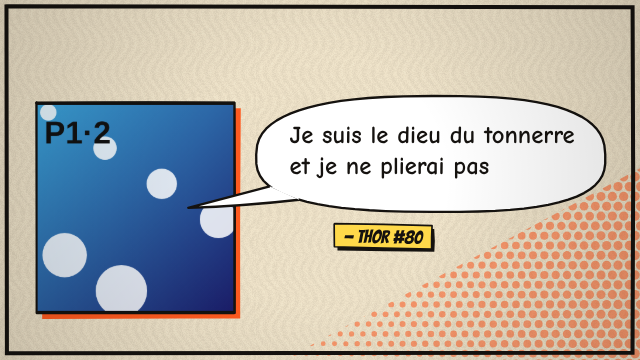 P1·2
Je suis le dieu du tonnerre
et je ne plierai pas
– THOR #80